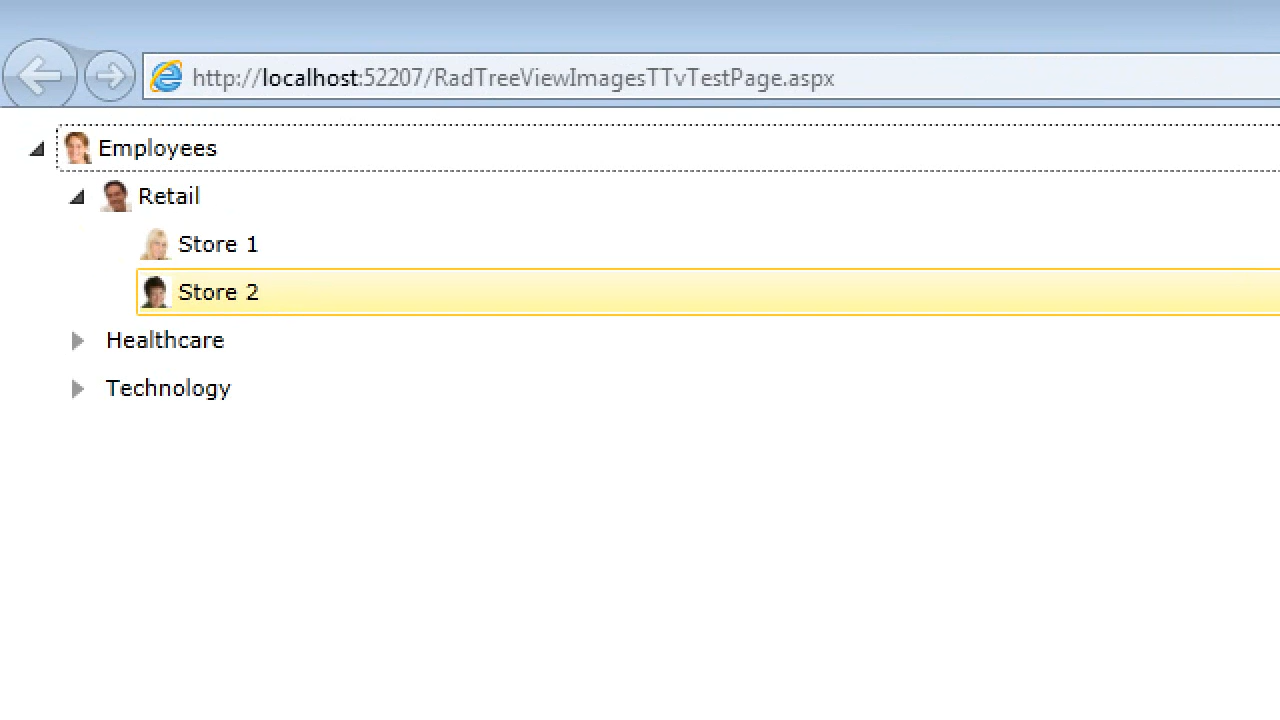 http://localhost:52207/RadTreeViewImagesTTvTestPage.aspx
Employees
Retail
Store 1
Store 2
Healthcare
Technology